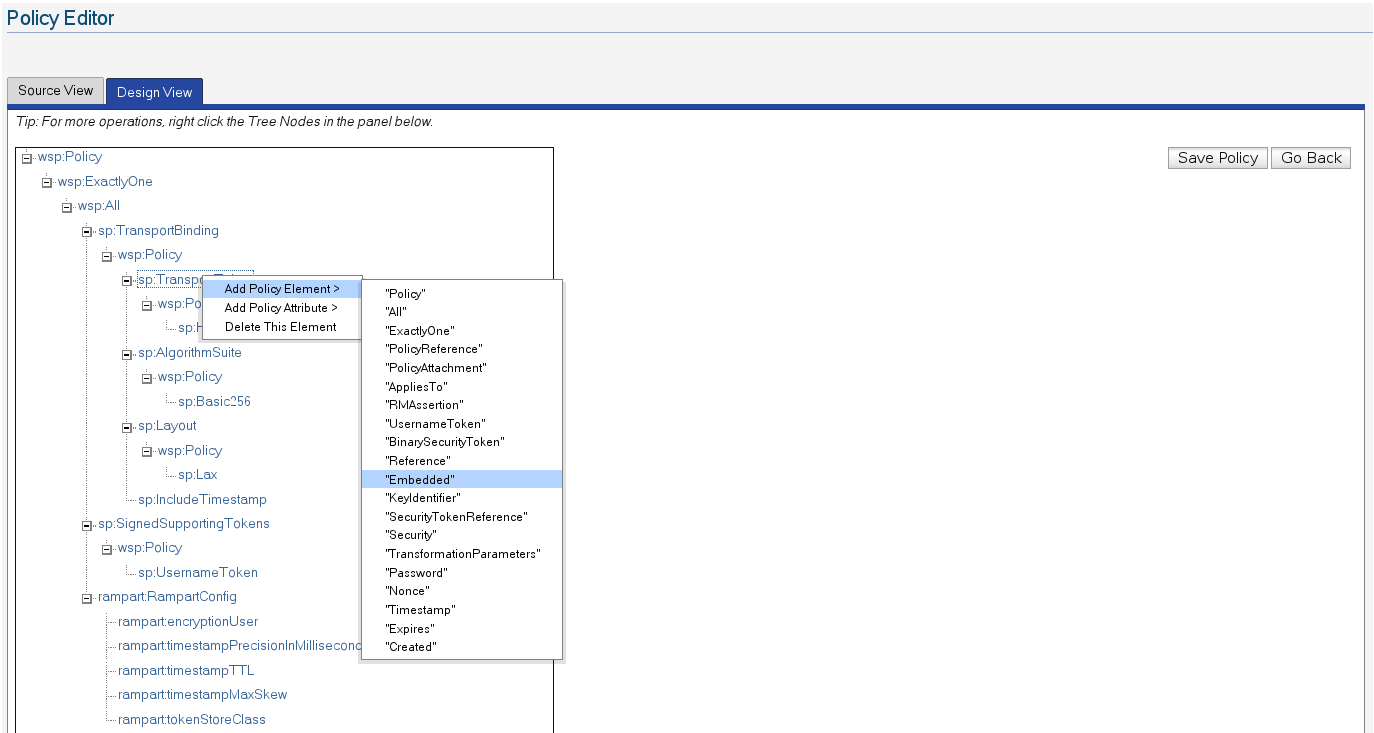 Policy Editor
Source View
Design View
Tip: For more operations, right click the Tree Nodes in the panel below.
Save Policy
Go Back
wsp:Policy
wsp:ExactlyOne
wsp:All
sp:TransportBinding
wsp:Policy
sp:Transpo
wsp:Po
sp:H
sp:AlgorithmSuite
wsp:Policy
sp:Basic256
sp:Layout
wsp:Policy
sp:Lax
sp:IncludeTimestamp
sp:SignedSupportingTokens
wsp:Policy
sp:UsernameToken
rampart:RampartConfig
rampart:encryptionUser
rampart:timestampPrecisionInMillisecond
rampart:timestampTTL
rampart:timestampMaxSkew
rampart:tokenStoreClass
Add Policy Element >
Add Policy Attribute >
Delete This Element
"Policy"
"All"
"ExactlyOne"
"PolicyReference"
"PolicyAttachment"
"AppliesTo"
"RMAssertion"
"UsernameToken"
"BinarySecurityToken"
"Reference"
"Embedded"
"KeyIdentifier"
"SecurityTokenReference"
"Security"
"TransformationParameters"
"Password"
"Nonce"
"Timestamp"
"Expires"
"Created"